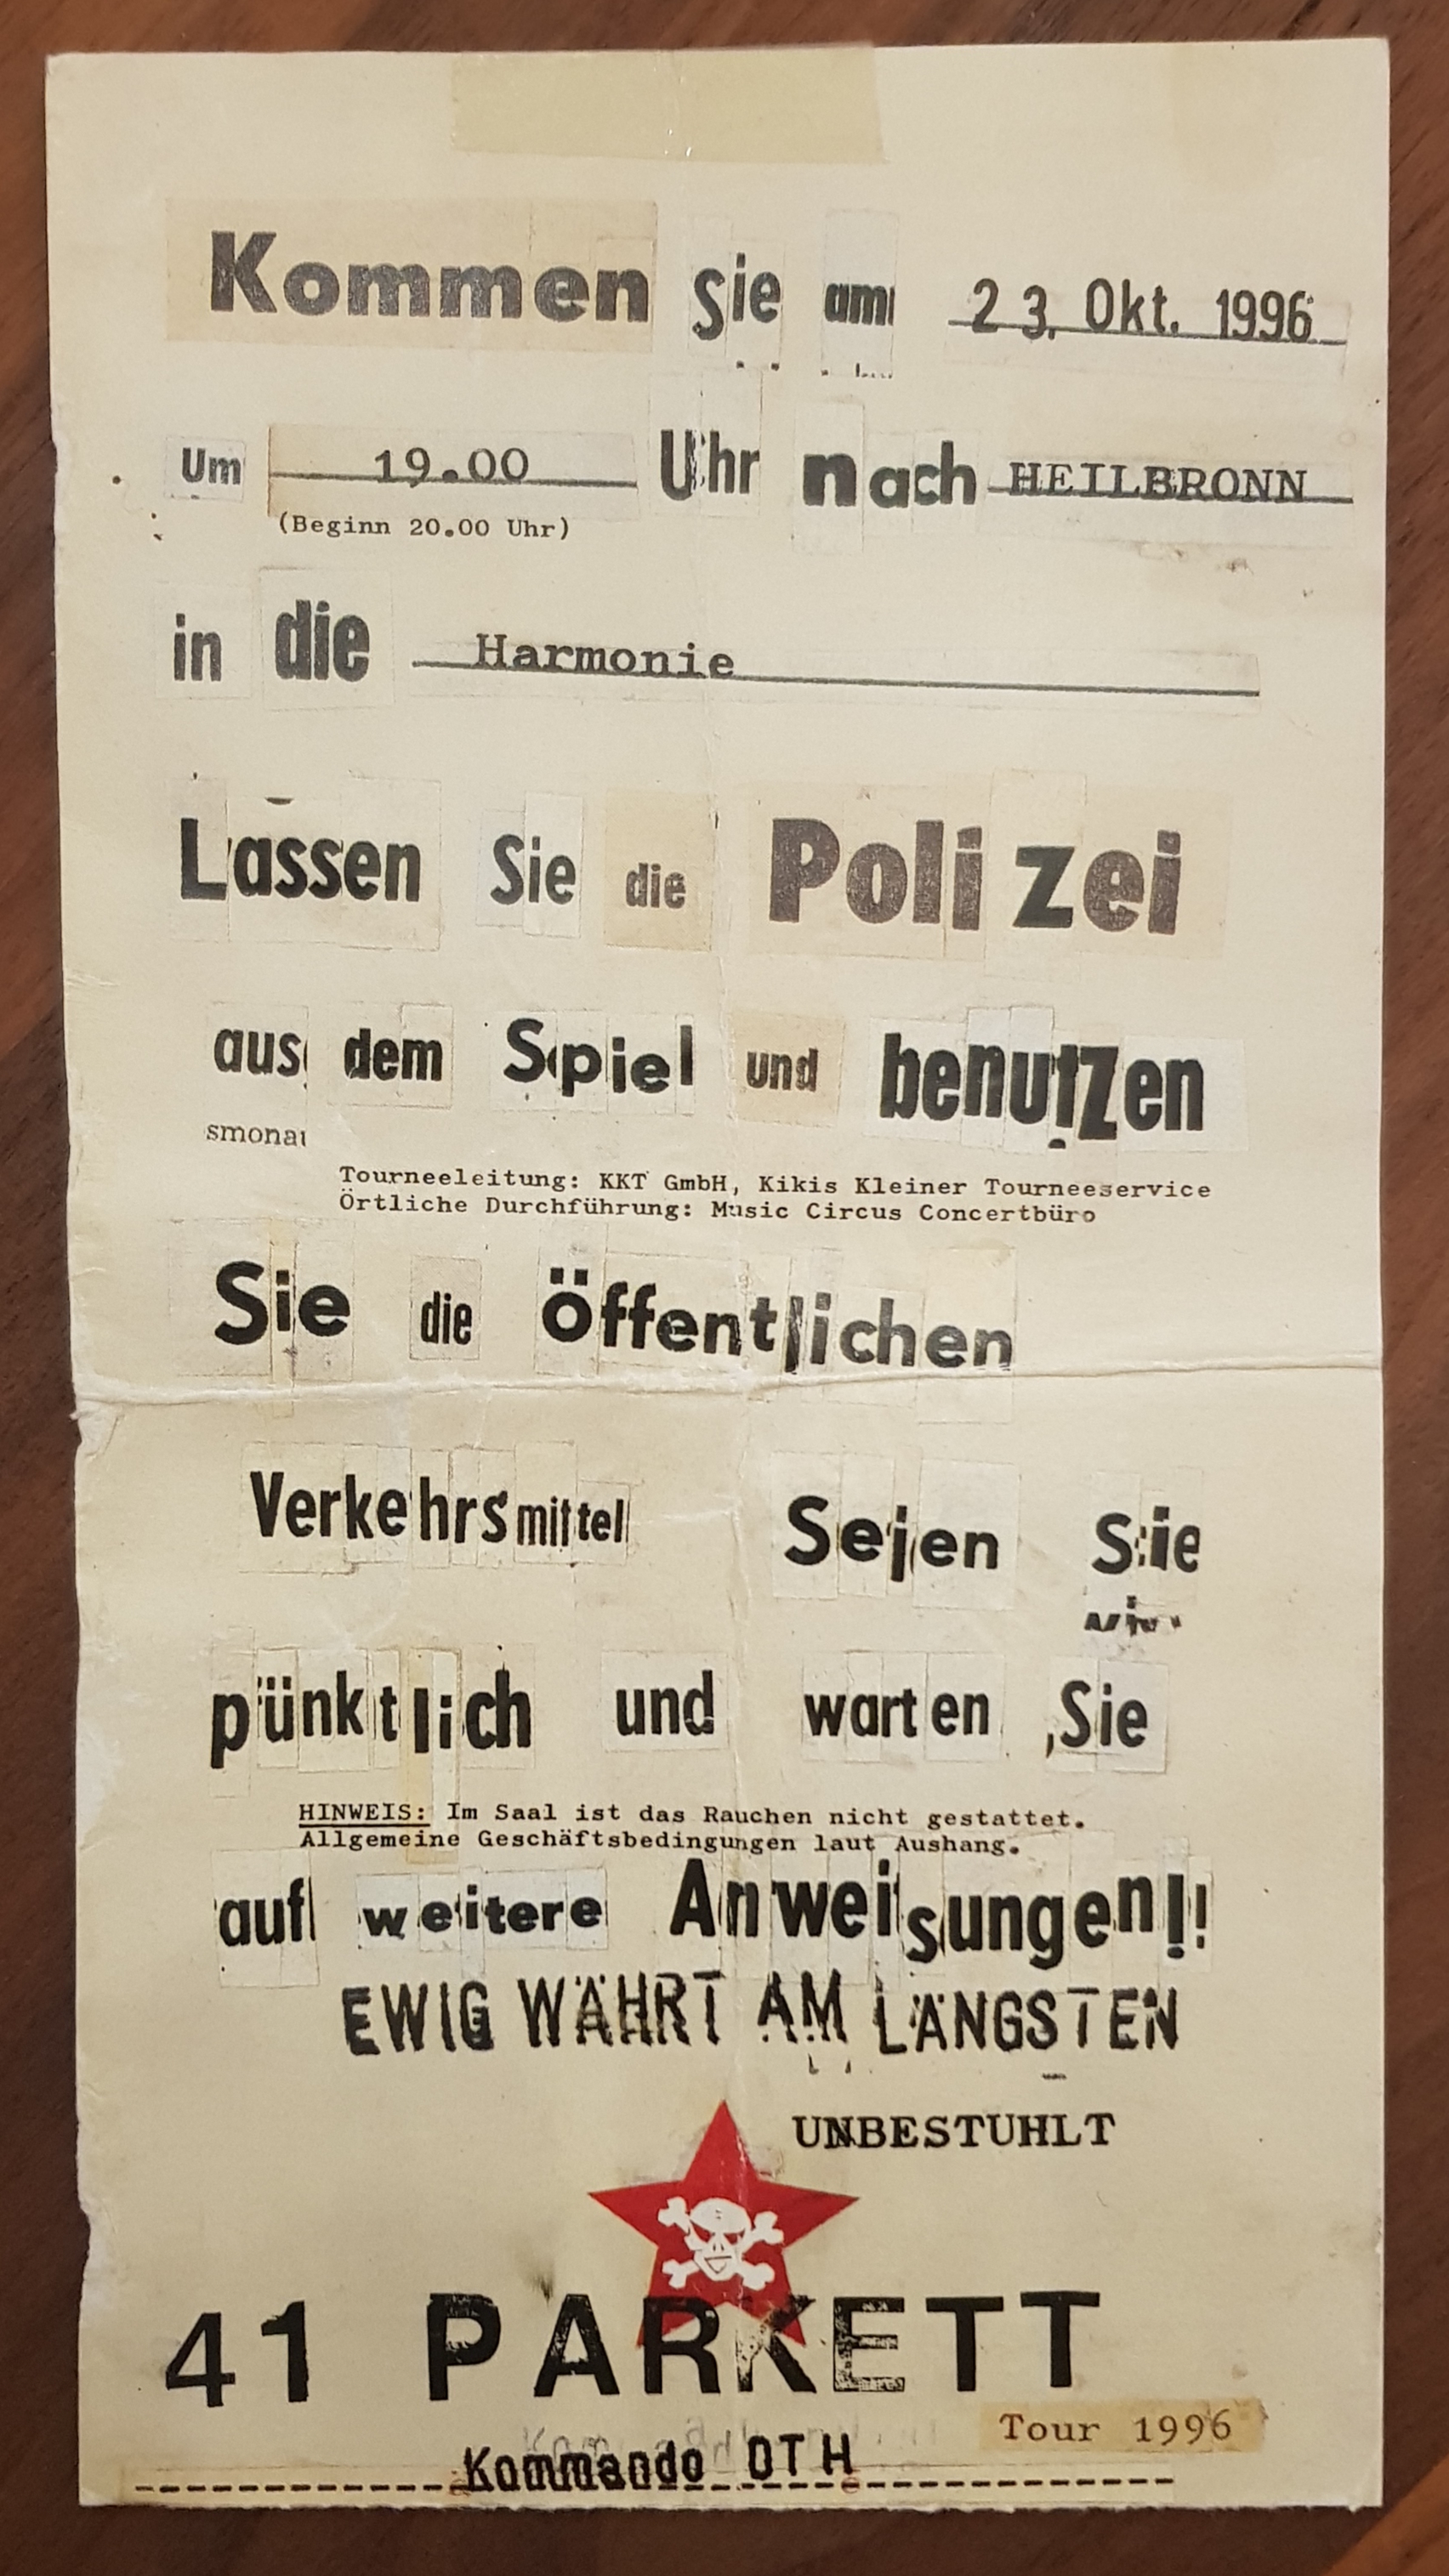 Kommen Sie am 23. Okt. 1996
Um 19.00 Uhr nach HEILBRONN
(Beginn 20.00 Uhr)
in die Harmonie
Lassen Sie die Polizei
aus dem Spiel und benutzen
smonat
Tourneeleitung: KKT GmbH, Kikis Kleiner Tourneeservice
Örtliche Durchführung: Music Circus Concertbüro
Sie die öffentlichen
Verkehrsmittel Seien Sie
pünktlich und warten Sie
HINWEIS: Im Saal ist das Rauchen nicht gestattet.
Allgemeine Geschäftsbedingungen laut Aushang.
auf weitere Anweisungen!!
EWIG WÄHRT AM LÄNGSTEN
UNBESTUHLT
41 PARKETT
Tour 1996
Kommando DTH